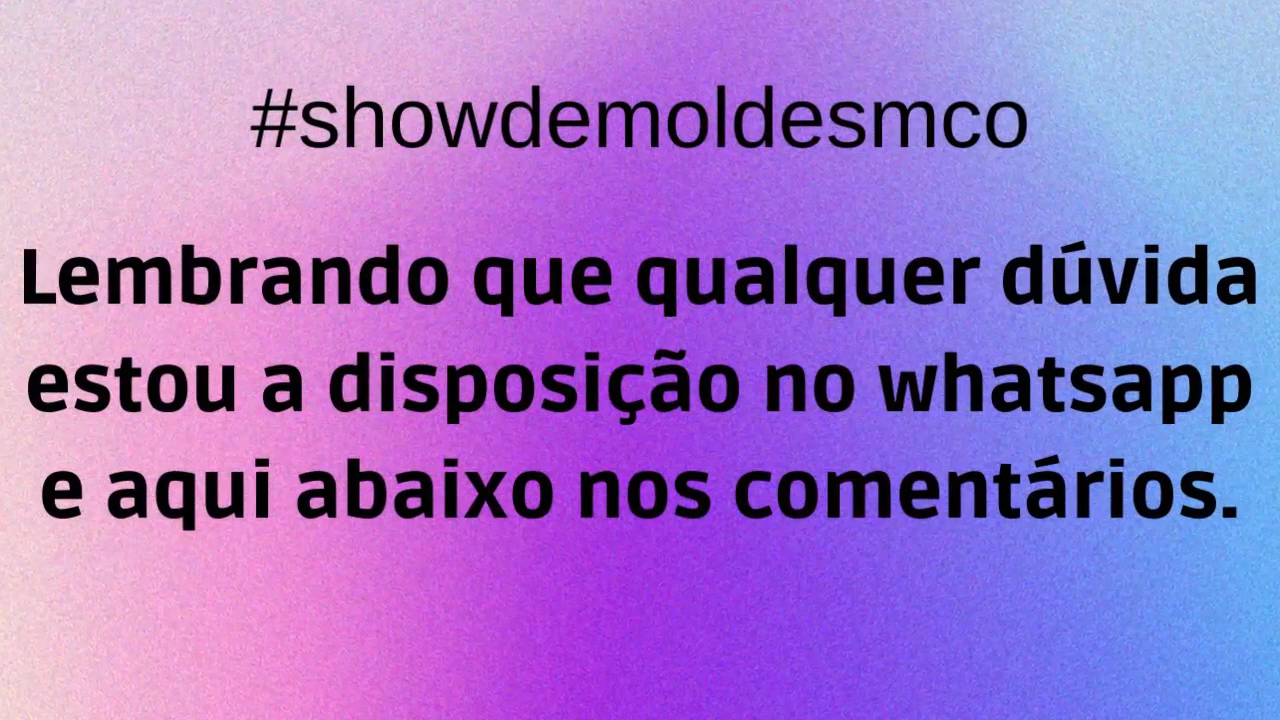 #showdemoldesmco
Lembrando que qualquer dúvida
estou a disposição no whatsapp
e aqui abaixo nos comentários.